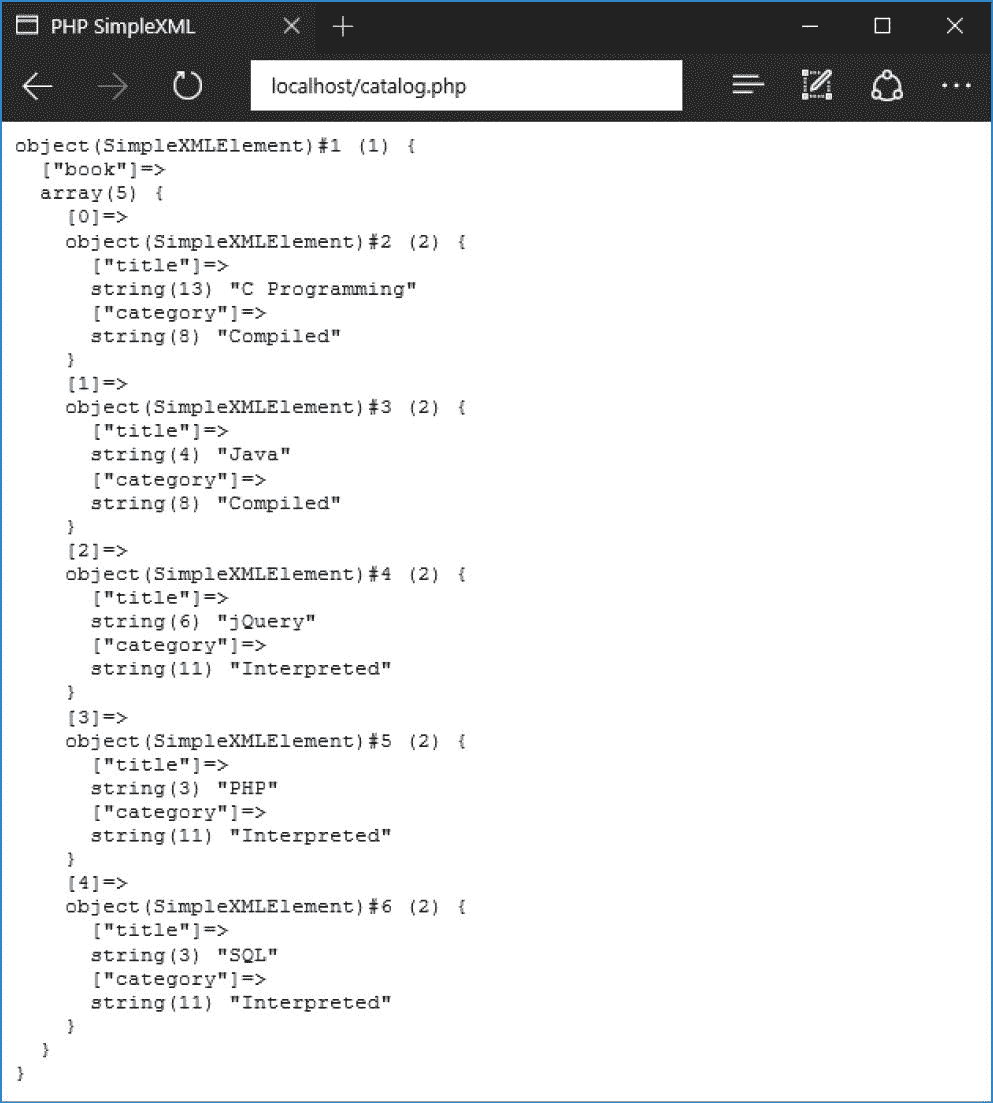 PHP SimpleXML
localhost/catalog.php
object(SimpleXMLElement)#1 (1) {
  ["book"]=>
  array(5) {
    [0]=>
    object(SimpleXMLElement)#2 (2) {
      ["title"]=>
      string(13) "C Programming"
      ["category"]=>
      string(8) "Compiled"
    }
    [1]=>
    object(SimpleXMLElement)#3 (2) {
      ["title"]=>
      string(4) "Java"
      ["category"]=>
      string(8) "Compiled"
    }
    [2]=>
    object(SimpleXMLElement)#4 (2) {
      ["title"]=>
      string(6) "jQuery"
      ["category"]=>
      string(11) "Interpreted"
    }
    [3]=>
    object(SimpleXMLElement)#5 (2) {
      ["title"]=>
      string(3) "PHP"
      ["category"]=>
      string(11) "Interpreted"
    }
    [4]=>
    object(SimpleXMLElement)#6 (2) {
      ["title"]=>
      string(3) "SQL"
      ["category"]=>
      string(11) "Interpreted"
    }
  }
}